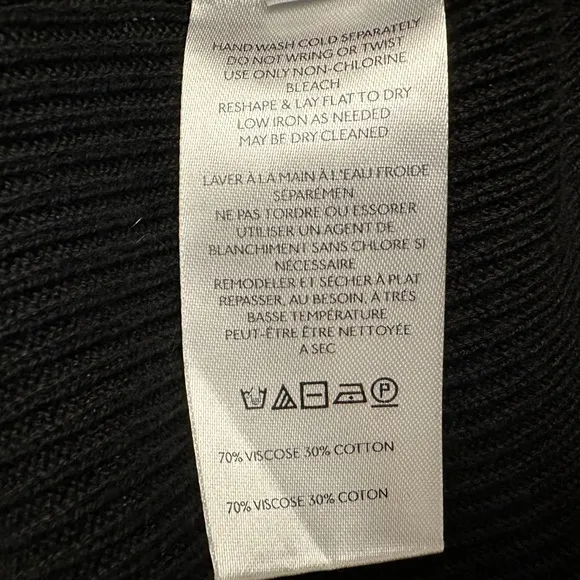 HAND WASH COLD SEPARATELY
DO NOT WRING OR TWIST
USE ONLY NON-CHLORINE
BLEACH
RESHAPE & LAY FLAT TO DRY
LOW IRON AS NEEDED
MAY BE DRY CLEANED
LAVER À LA MAIN À L'EAU FROIDE
SÉPARÉMEN
NE PAS TORDRE OU ESSORER
UTILISER UN AGENT DE
BLANCHIMENT SANS CHLORE SI
NÉCESSAIRE
REMODELER ET SÉCHER À PLAT
REPASSER, AU BESOIN, À TRÈS
BASSE TEMPÉRATURE
PEUT-ÊTRE ÊTRE NETTOYÉE
A SEC
P
70% VISCOSE 30% COTTON
70% VISCOSE 30% COTON